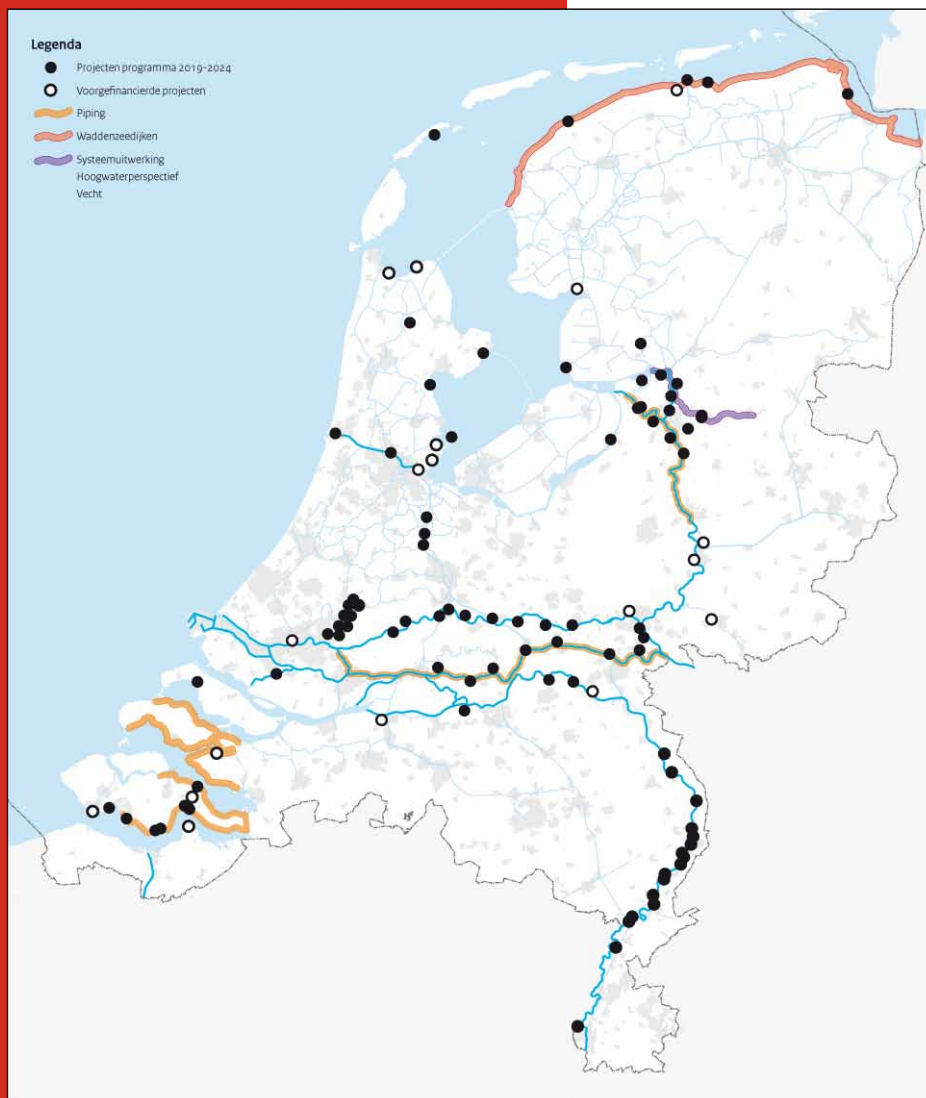 Legenda
Projecten programma 2019-2024
Voorgefinancierde projecten
Piping
Waddenzeedijken
Systeemuitwerking
Hoogwaterperspectief
Vecht